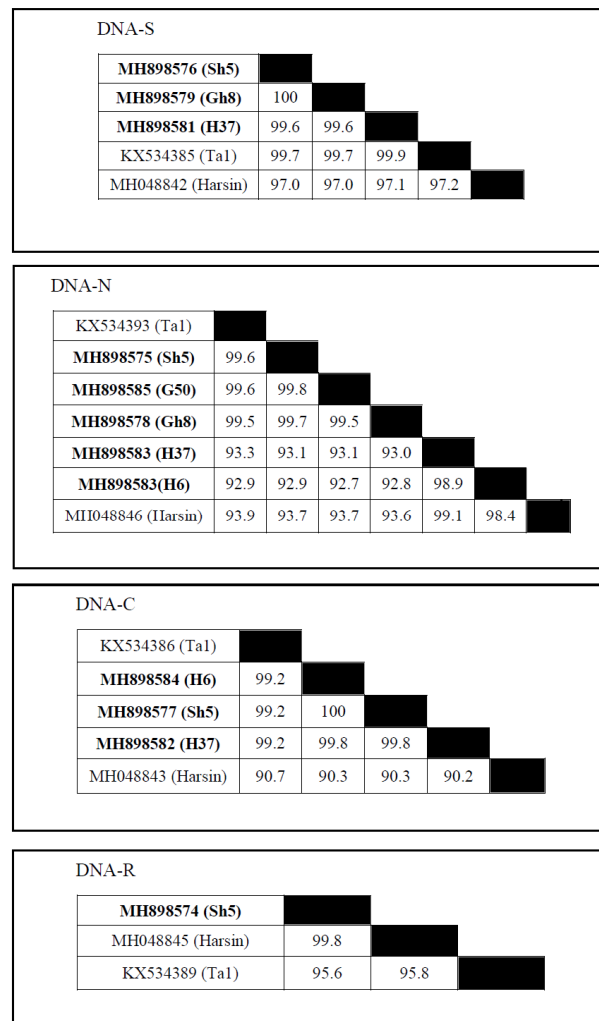 DNA-S
MH898576 (Sh5)
MH898579 (Gh8) 100
MH898581 (H37) 99.6 99.6
KX534385 (Ta1) 99.7 99.7 99.9
MH048842 (Harsin) 97.0 97.0 97.1 97.2
DNA-N
KX534393 (Ta1)
MH898575 (Sh5) 99.6
MH898585 (G50) 99.6 99.8
MH898578 (Gh8) 99.5 99.7 99.5
MH898583 (H37) 93.3 93.1 93.1 93.0
MH898583(H6) 92.9 92.9 92.7 92.8 98.9
MH048846 (Harsin) 93.9 93.7 93.7 93.6 99.1 98.4
DNA-C
KX534386 (Ta1)
MH898584 (H6) 99.2
MH898577 (Sh5) 99.2 100
MH898582 (H37) 99.2 99.8 99.8
MH048843 (Harsin) 90.7 90.3 90.3 90.2
DNA-R
MH898574 (Sh5)
MH048845 (Harsin) 99.8
KX534389 (Ta1) 95.6 95.8